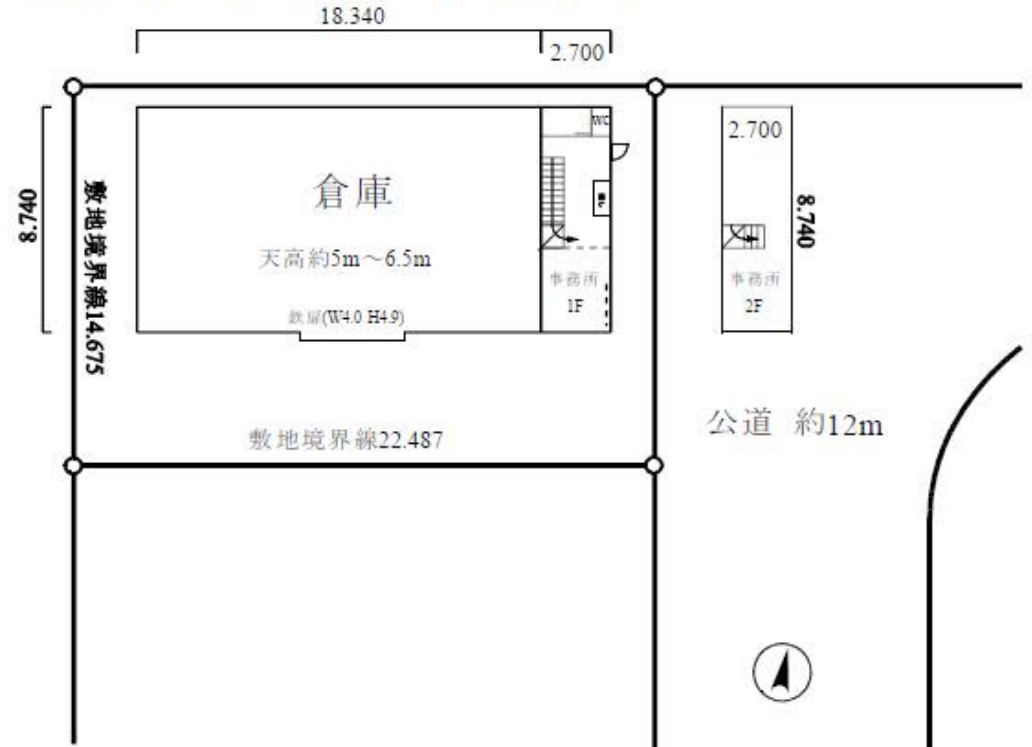 18.340
2.700
WC
2.700
倉庫
8.740
敷地境界線14.675
8.740
天高約5m～6.5m
事務所
1F
事務所
2F
鉄扉(W4.0 H4.9)
公道 約12m
敷地境界線22.487